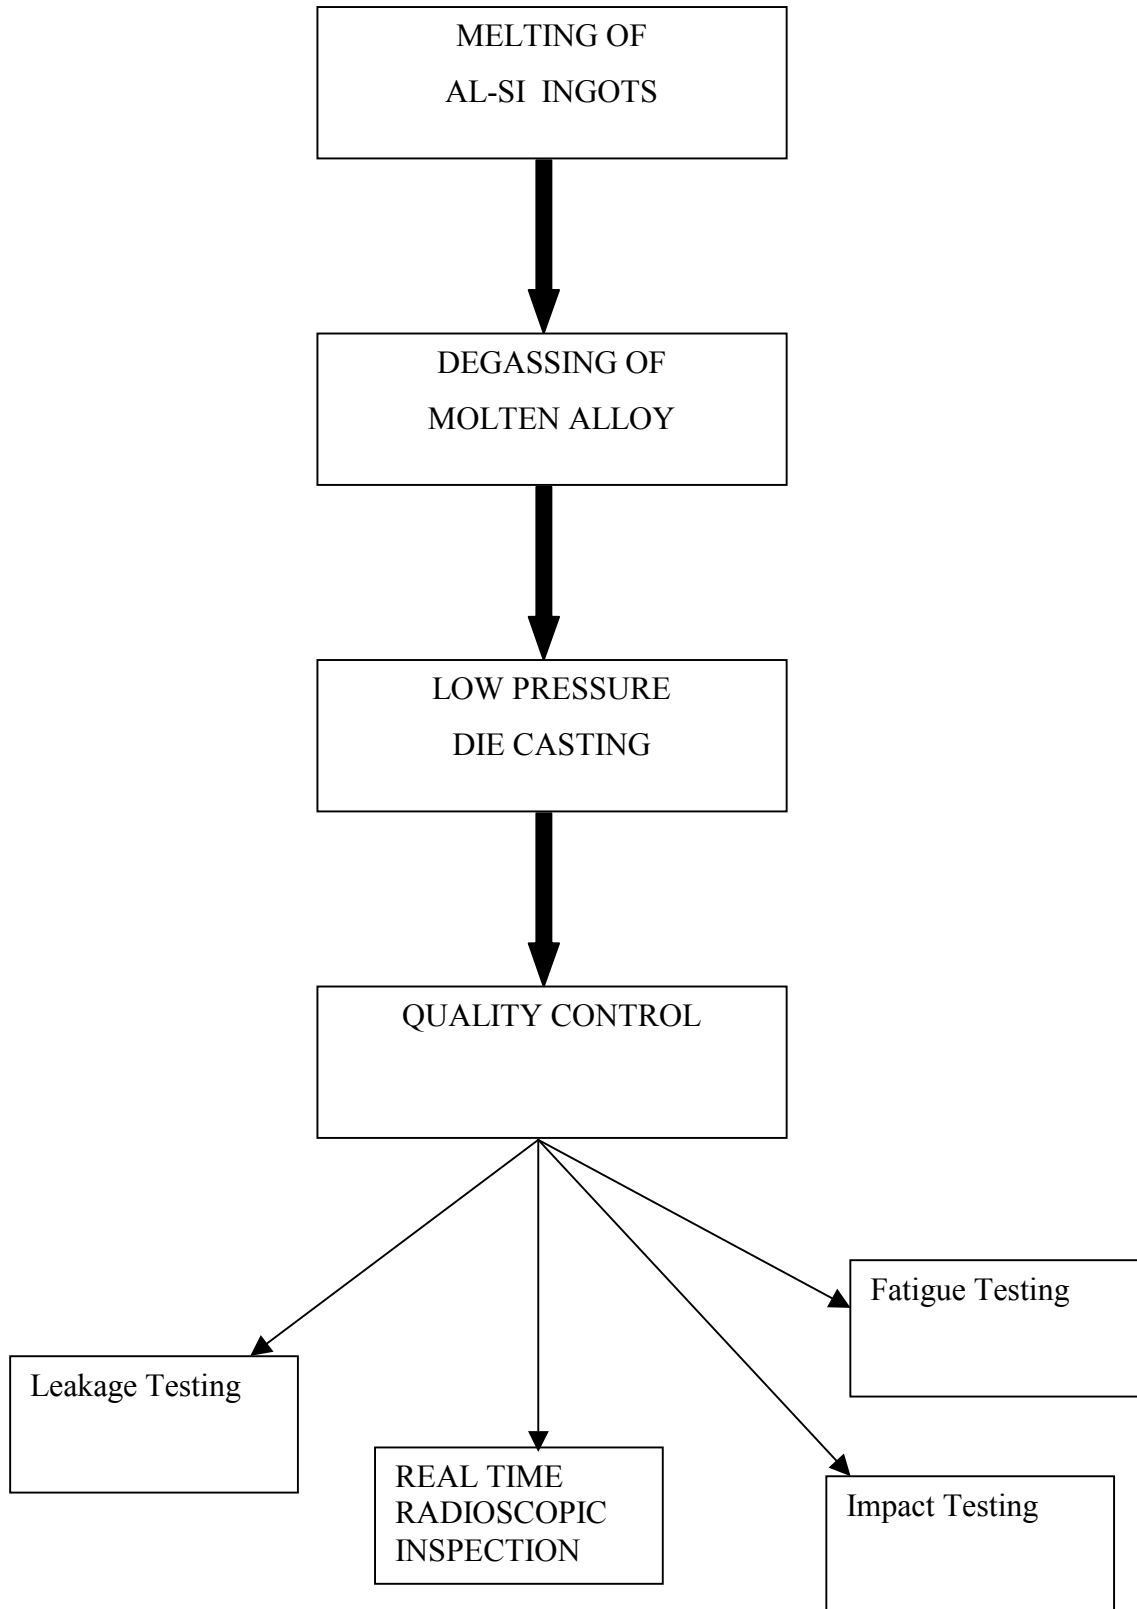 MELTING OF
AL-SI INGOTS
DEGASSING OF
MOLTEN ALLOY
LOW PRESSURE
DIE CASTING
QUALITY CONTROL
Fatigue Testing
Leakage Testing
REAL TIME
RADIOSCOPIC
INSPECTION
Impact Testing